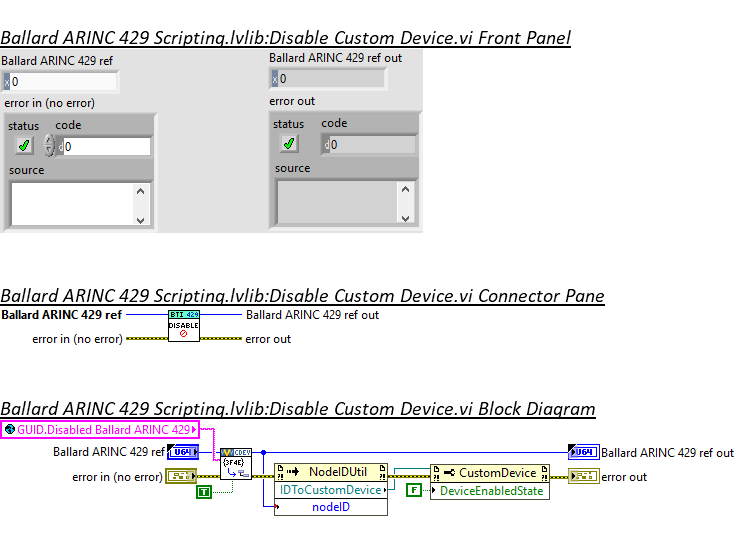 Ballard ARINC 429 Scripting.lvlib:Disable Custom Device.vi Front Panel
Ballard ARINC 429 ref
Ballard ARINC 429 ref out
x 0
x 0
error in (no error)
error out
status code
status code
d 0
d 0
source
source
Ballard ARINC 429 Scripting.lvlib:Disable Custom Device.vi Connector Pane
Ballard ARINC 429 ref
BTI 429
Ballard ARINC 429 ref out
DISABLE
error in (no error)
error out
Ballard ARINC 429 Scripting.lvlib:Disable Custom Device.vi Block Diagram
GUID.Disabled Ballard ARINC 429
Ballard ARINC 429 ref
U64
CDEV
U64
Ballard ARINC 429 ref out
{3F4E}
error in (no error)
NodeIDUtil
CustomDevice
error out
T
IDToCustomDevice
F
DeviceEnabledState
nodeID